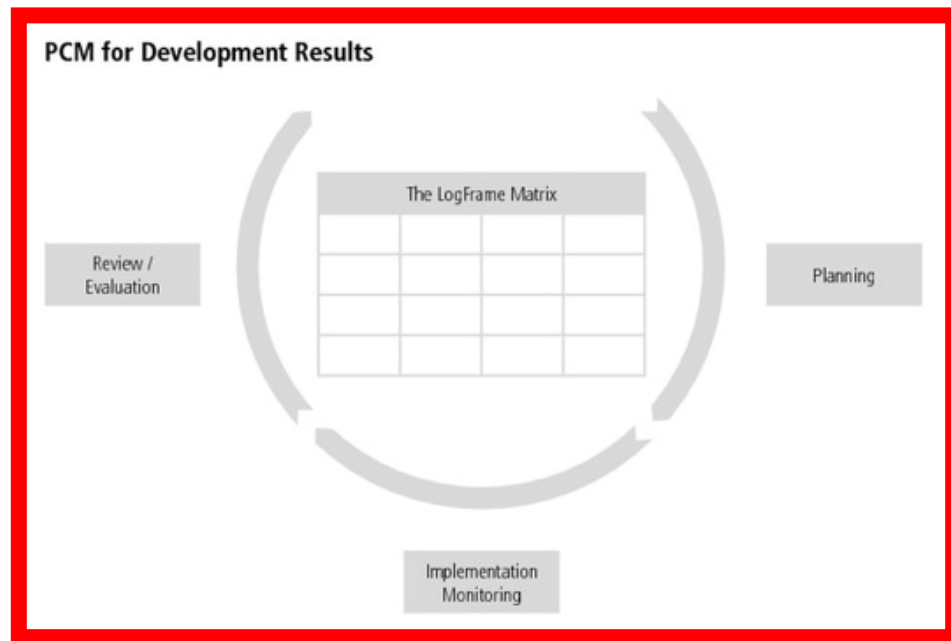 PCM for Development Results
The LogFrame Matrix
Review /
Evaluation
Planning
Implementation
Monitoring